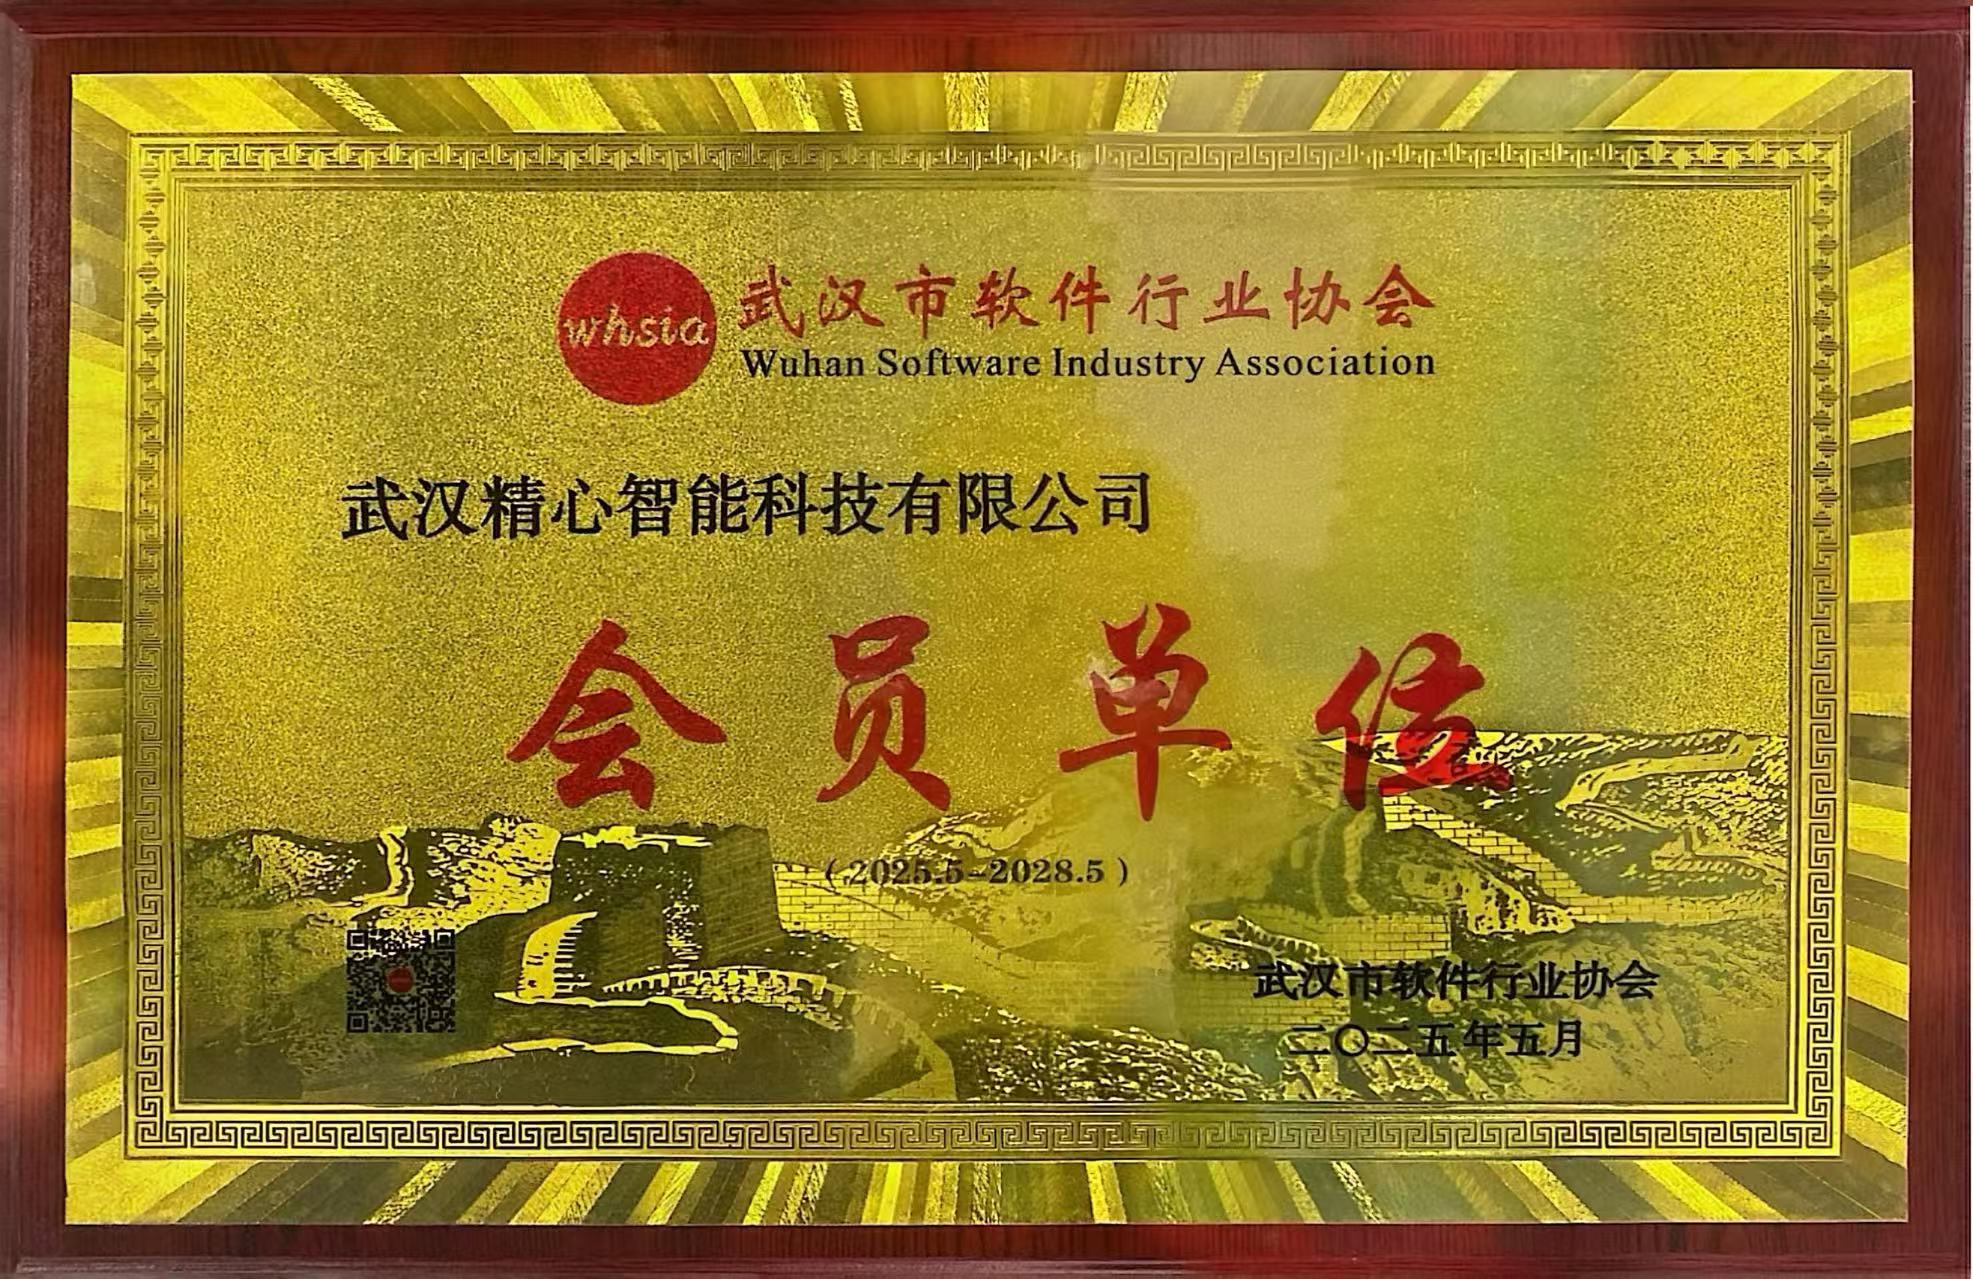 whsia
武汉市软件行业协会
Wuhan Software Industry Association
武汉精心智能科技有限公司
会员单位
（2025.5-2028.5）
武汉市软件行业协会
二〇二五年五月